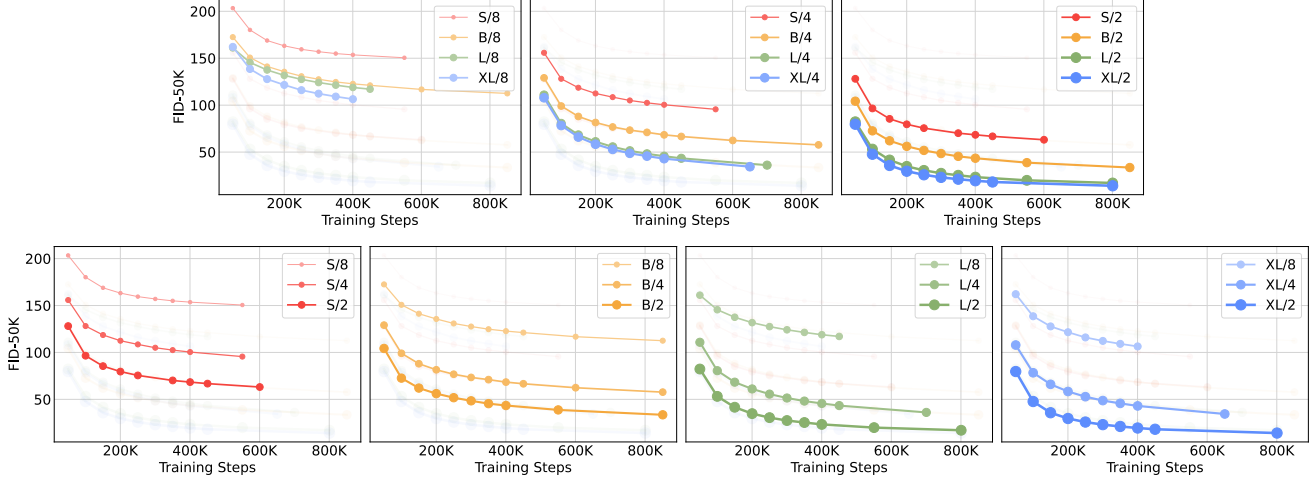 200
150
100
50
FID-50K
S/8
B/8
L/8
XL/8
200K 400K 600K 800K
Training Steps
S/4
B/4
L/4
XL/4
200K 400K 600K 800K
Training Steps
S/2
B/2
L/2
XL/2
200K 400K 600K 800K
Training Steps
200
150
100
50
FID-50K
S/8
S/4
S/2
200K 400K 600K 800K
Training Steps
B/8
B/4
B/2
200K 400K 600K 800K
Training Steps
L/8
L/4
L/2
200K 400K 600K 800K
Training Steps
XL/8
XL/4
XL/2
200K 400K 600K 800K
Training Steps